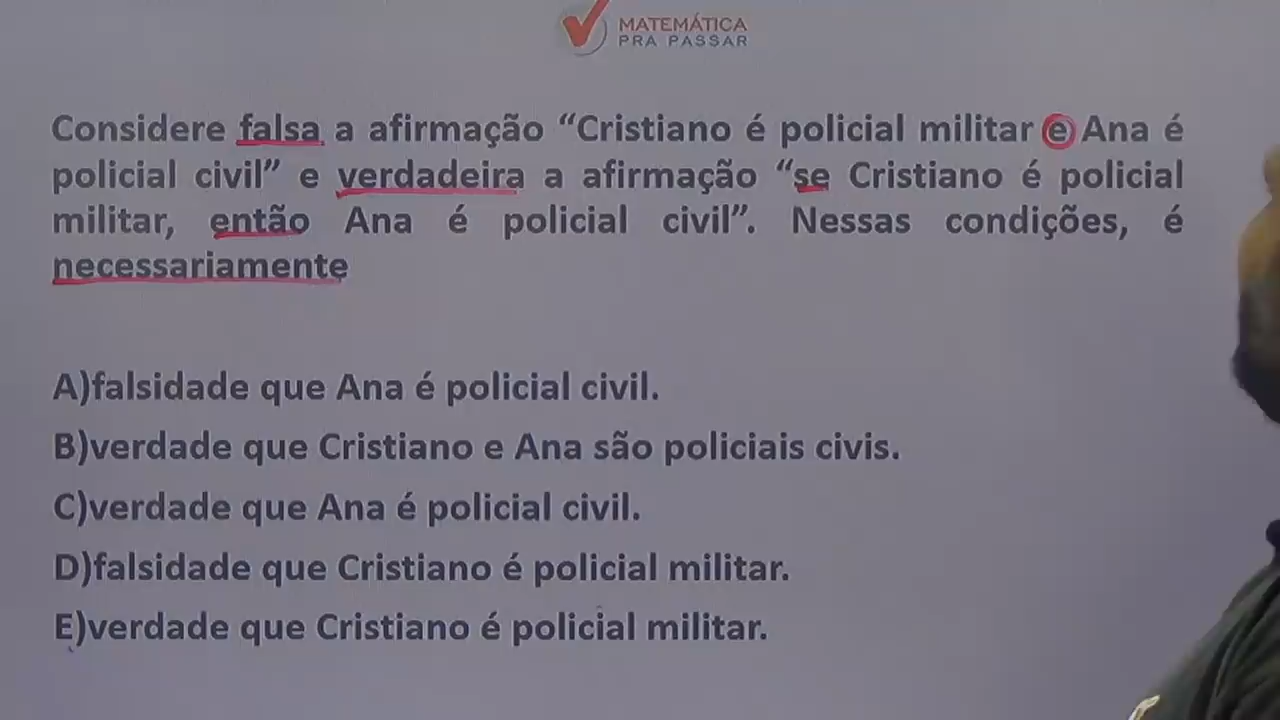 MATEMÁTICA
PRA PASSAR
Considere falsa a afirmação “Cristiano é policial militar e Ana é
policial civil” e verdadeira a afirmação “se Cristiano é policial
militar, então Ana é policial civil”. Nessas condições, é
necessariamente
A)falsidade que Ana é policial civil.
B)verdade que Cristiano e Ana são policiais civis.
C)verdade que Ana é policial civil.
D)falsidade que Cristiano é policial militar.
E)verdade que Cristiano é policial militar.